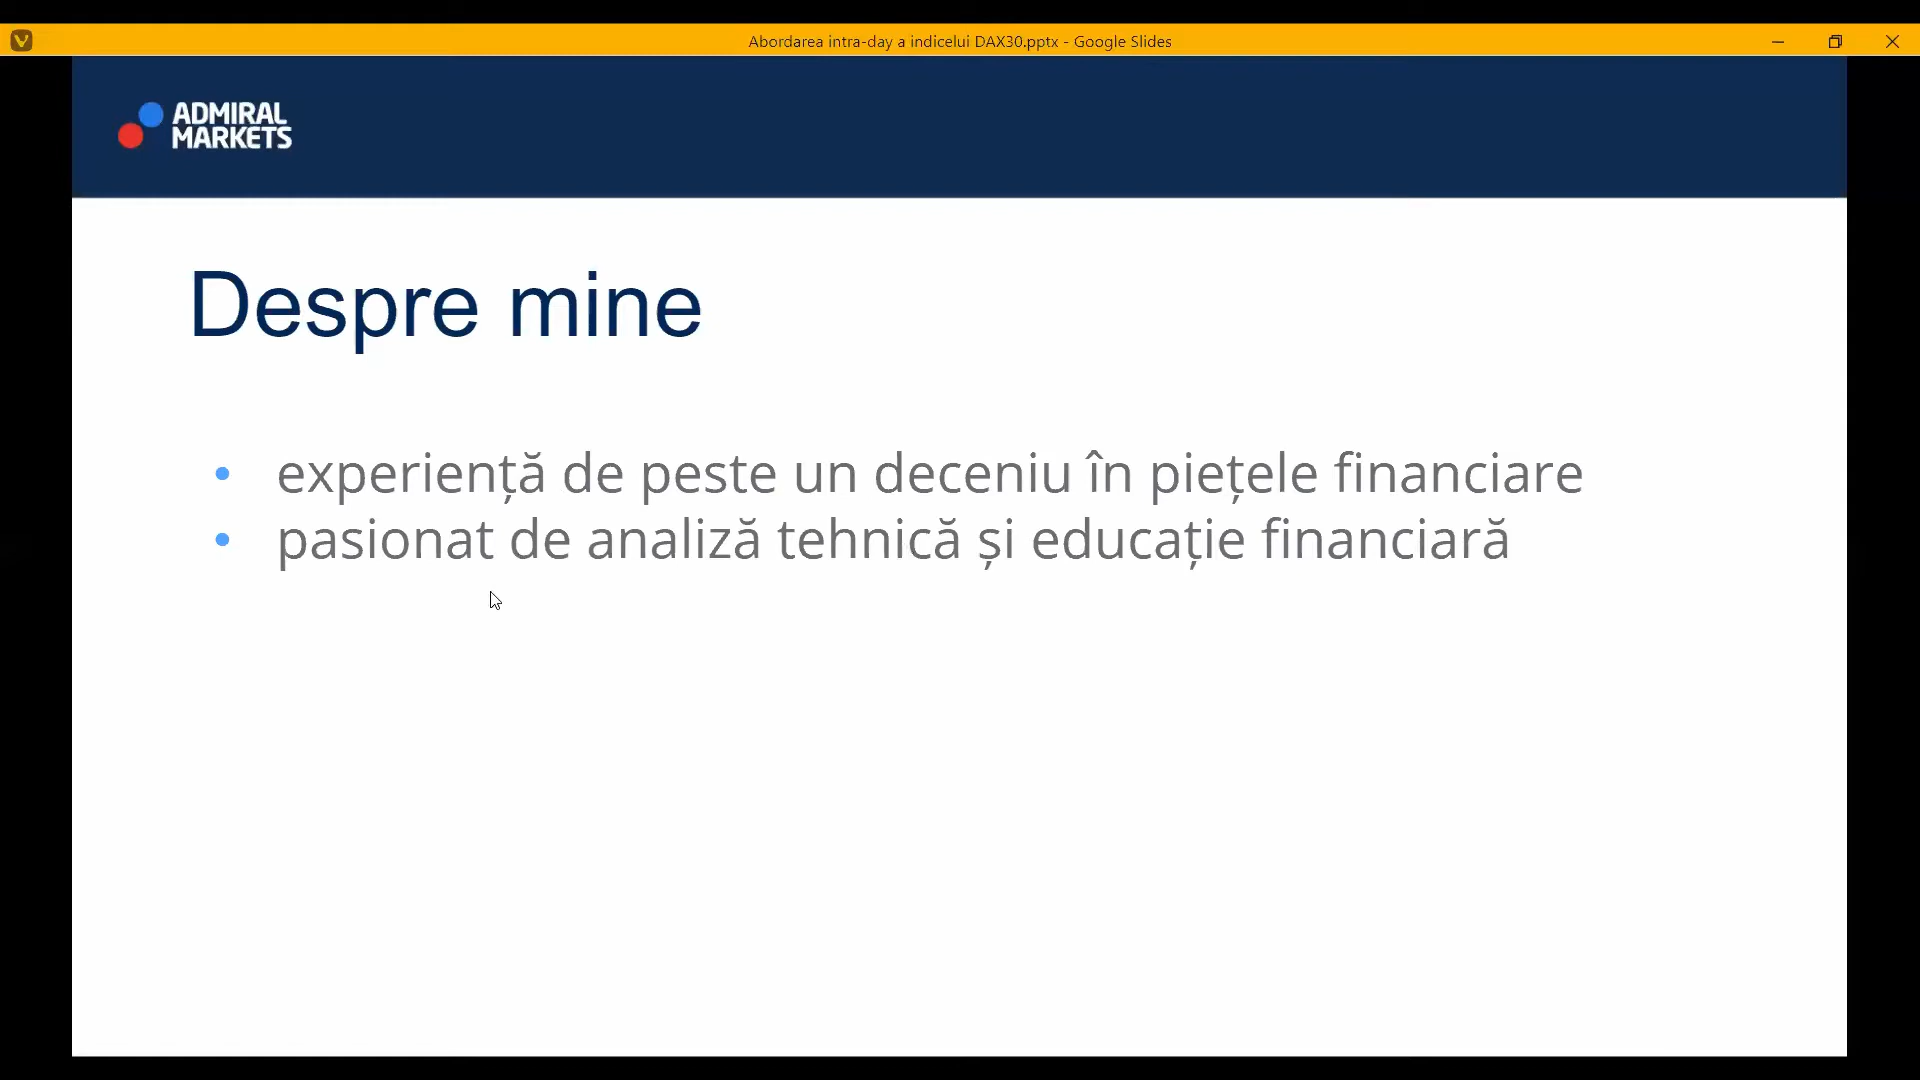 Abordarea intra-day a indicelui DAX30.pptx - Google Slides
ADMIRAL
MARKETS
Despre mine
• experiență de peste un deceniu în piețele financiare
• pasionat de analiză tehnică și educație financiară